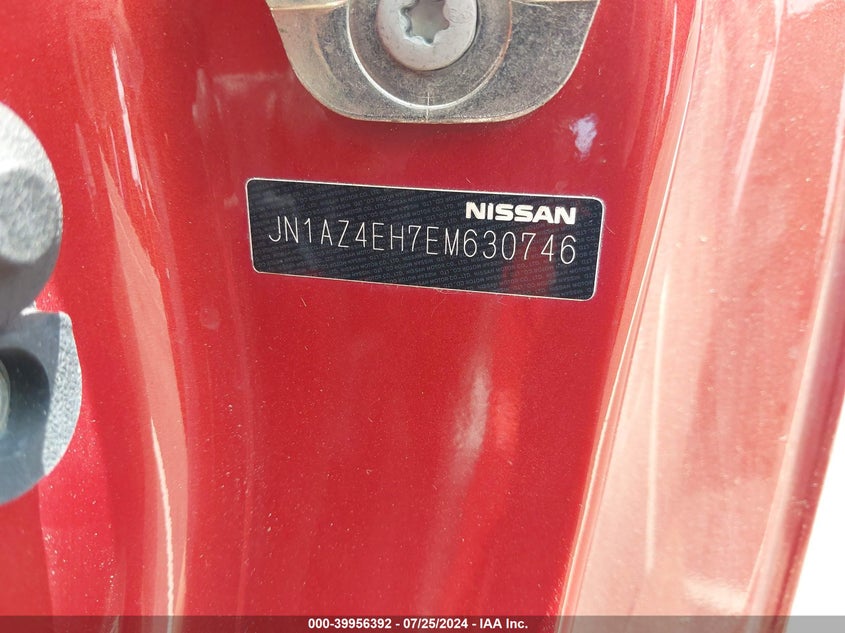 NISSAN
JN1AZ4EH7EM630746
000-39956392 - 07/25/2024 - IAA Inc.